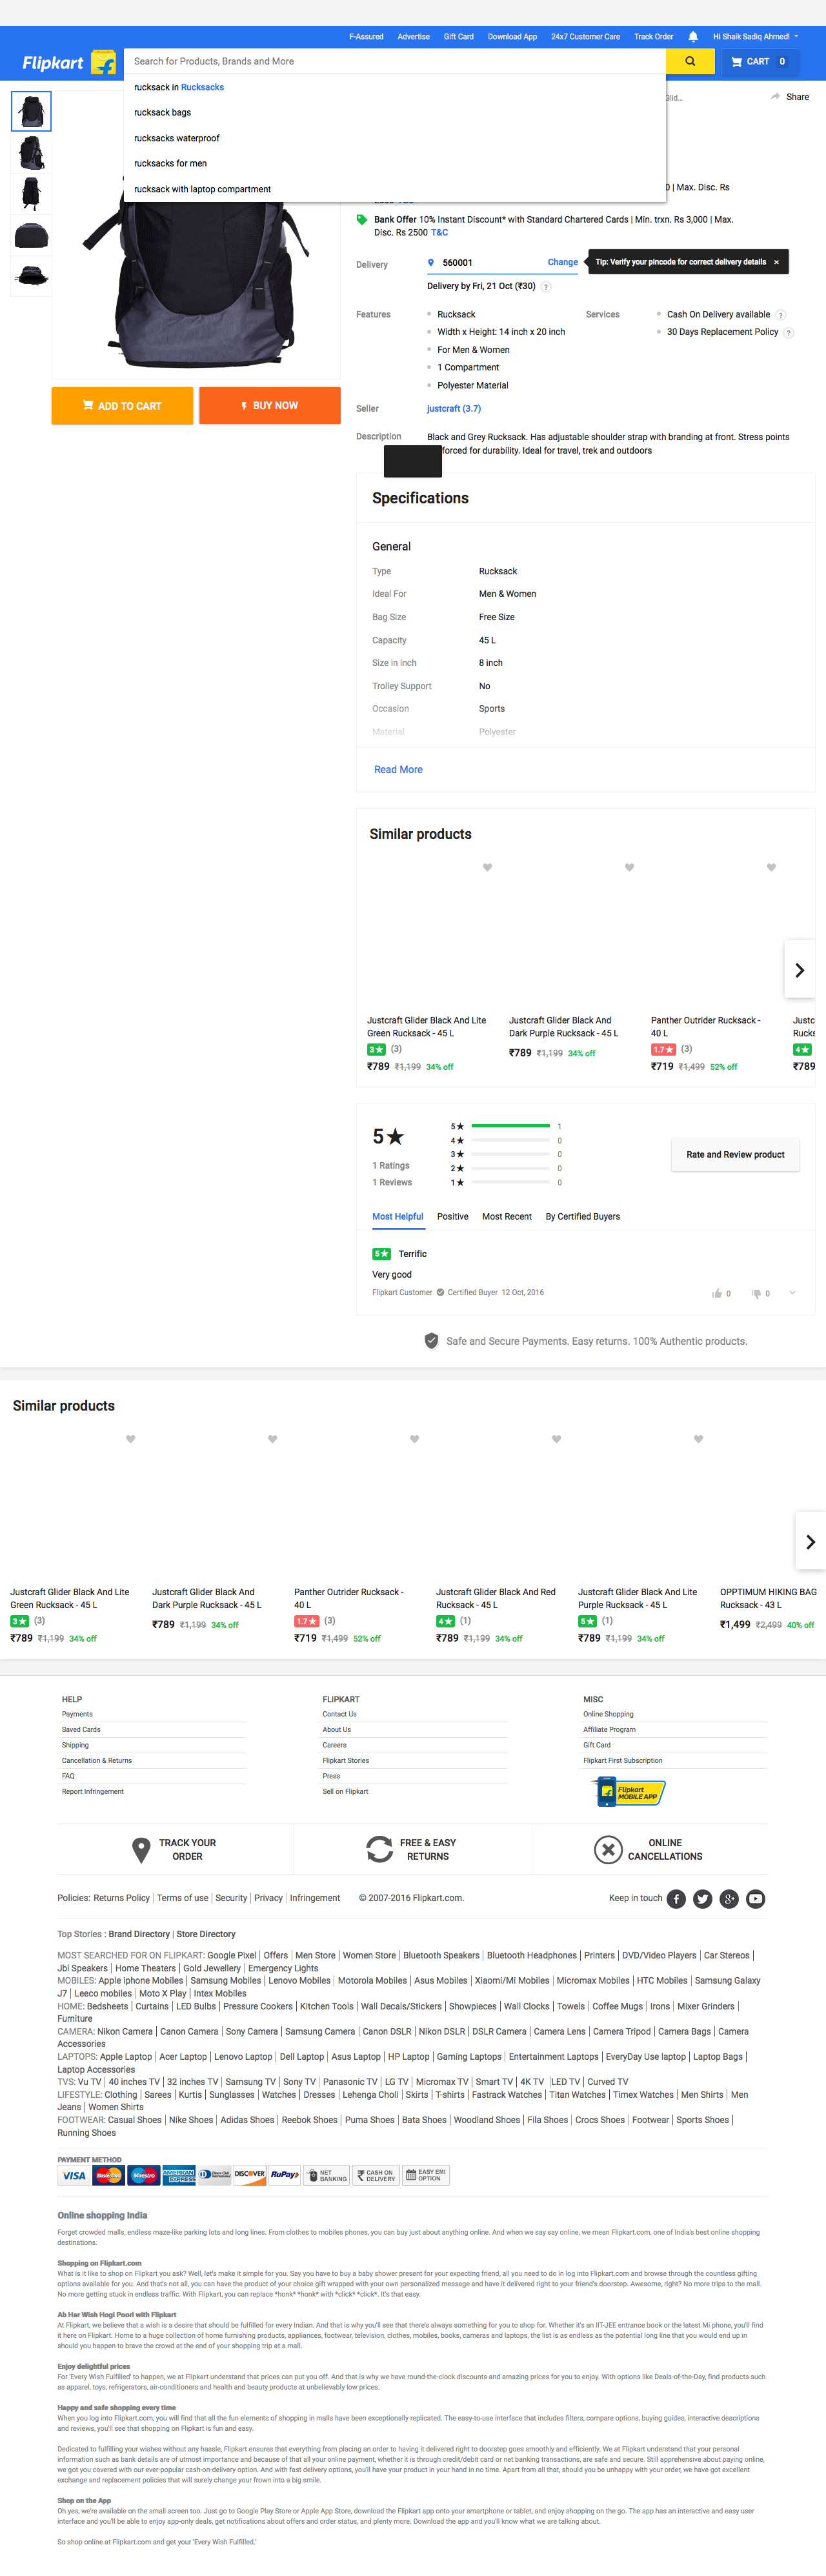 F-Assured Advertise Gift Card Download App 24x7 Customer Care Track Order Hi Shaik Sadiq Ahmed!
Flipkart
Search for Products, Brands and More
CART 0
rucksack in Rucksacks
rucksack bags
rucksacks waterproof
rucksacks for men
rucksack with laptop compartment
Glid...
Share
0 | Max. Disc. Rs
2500 T&C
Bank Offer 10% Instant Discount* with Standard Chartered Cards | Min. trxn. Rs 3,000 | Max.
Disc. Rs 2500 T&C
Delivery 560001 Change
Tip: Verify your pincode for correct delivery details ×
Delivery by Fri, 21 Oct (₹30) ?
Features
Rucksack
Width x Height: 14 inch x 20 inch
For Men & Women
1 Compartment
Polyester Material
Services
Cash On Delivery available ?
30 Days Replacement Policy ?
ADD TO CART
BUY NOW
Seller justcraft (3.7)
Description Black and Grey Rucksack. Has adjustable shoulder strap with branding at front. Stress points
forced for durability. Ideal for travel, trek and outdoors
Specifications
General
Type Rucksack
Ideal For Men & Women
Bag Size Free Size
Capacity 45 L
Size in inch 8 inch
Trolley Support No
Occasion Sports
Material Polyester
Read More
Similar products
Justcraft Glider Black And Lite
Green Rucksack - 45 L
3★ (3)
₹789 ₹1,199 34% off
Justcraft Glider Black And
Dark Purple Rucksack - 45 L
₹789 ₹1,199 34% off
Panther Outrider Rucksack -
40 L
1.7★ (3)
₹719 ₹1,499 52% off
Justc
Rucks
4★
₹789
5★
1 Ratings
1 Reviews
5★ 1
4★ 0
3★ 0
2★ 0
1★ 0
Rate and Review product
Most Helpful Positive Most Recent By Certified Buyers
5★ Terrific
Very good
Flipkart Customer Certified Buyer 12 Oct, 2016
0 0
Safe and Secure Payments. Easy returns. 100% Authentic products.
Similar products
Justcraft Glider Black And Lite
Green Rucksack - 45 L
3★ (3)
₹789 ₹1,199 34% off
Justcraft Glider Black And
Dark Purple Rucksack - 45 L
₹789 ₹1,199 34% off
Panther Outrider Rucksack -
40 L
1.7★ (3)
₹719 ₹1,499 52% off
Justcraft Glider Black And Red
Rucksack - 45 L
4★ (1)
₹789 ₹1,199 34% off
Justcraft Glider Black And Lite
Purple Rucksack - 45 L
5★ (1)
₹789 ₹1,199 34% off
OPPTIMUM HIKING BAG
Rucksack - 43 L
₹1,499 ₹2,499 40% off
HELP
Payments
Saved Cards
Shipping
Cancellation & Returns
FAQ
Report Infringement
FLIPKART
Contact Us
About Us
Careers
Flipkart Stories
Press
Sell on Flipkart
MISC
Online Shopping
Affiliate Program
Gift Card
Flipkart First Subscription
Flipkart
MOBILE APP
TRACK YOUR
ORDER
FREE & EASY
RETURNS
ONLINE
CANCELLATIONS
Policies: Returns Policy | Terms of use | Security | Privacy | Infringement © 2007-2016 Flipkart.com. Keep in touch
Top Stories : Brand Directory | Store Directory
MOST SEARCHED FOR ON FLIPKART: Google Pixel | Offers | Men Store | Women Store | Bluetooth Speakers | Bluetooth Headphones | Printers | DVD/Video Players | Car Stereos |
Jbl Speakers | Home Theaters | Gold Jewellery | Emergency Lights
MOBILES: Apple iphone Mobiles | Samsung Mobiles | Lenovo Mobiles | Motorola Mobiles | Asus Mobiles | Xiaomi/Mi Mobiles | Micromax Mobiles | HTC Mobiles | Samsung Galaxy
J7 | Leeco mobiles | Moto X Play | Intex Mobiles
HOME: Bedsheets | Curtains | LED Bulbs | Pressure Cookers | Kitchen Tools | Wall Decals/Stickers | Showpieces | Wall Clocks | Towels | Coffee Mugs | Irons | Mixer Grinders |
Furniture
CAMERA: Nikon Camera | Canon Camera | Sony Camera | Samsung Camera | Canon DSLR | Nikon DSLR | DSLR Camera | Camera Lens | Camera Tripod | Camera Bags | Camera
Accessories
LAPTOPS: Apple Laptop | Acer Laptop | Lenovo Laptop | Dell Laptop | Asus Laptop | HP Laptop | Gaming Laptops | Entertainment Laptops | EveryDay Use laptop | Laptop Bags |
Laptop Accessories
TVS: Vu TV | 40 inches TV | 32 inches TV | Samsung TV | Sony TV | Panasonic TV | LG TV | Micromax TV | Smart TV | 4K TV |LED TV | Curved TV
LIFESTYLE: Clothing | Sarees | Kurtis | Sunglasses | Watches | Dresses | Lehenga Choli | Skirts | T-shirts | Fastrack Watches | Titan Watches | Timex Watches | Men Shirts | Men
Jeans | Women Shirts
FOOTWEAR: Casual Shoes | Nike Shoes | Adidas Shoes | Reebok Shoes | Puma Shoes | Bata Shoes | Woodland Shoes | Fila Shoes | Crocs Shoes | Footwear | Sports Shoes |
Running Shoes
PAYMENT METHOD
VISA MasterCard Maestro AMERICAN EXPRESS Diners Club International DISCOVER RuPay NET BANKING CASH ON DELIVERY EASY EMI OPTION
Online shopping India
Forget crowded malls, endless maze-like parking lots and long lines. From clothes to mobiles phones, you can buy just about anything online. And when we say say online, we mean Flipkart.com, one of India's best online shopping
destinations.
Shopping on Flipkart.com
What is it like to shop on Flipkart you ask? Well, let's make it simple for you. Say you have to buy a baby shower present for your expecting friend, all you need to do in log into Flipkart.com and browse through the countless gifting
options available for you. And that's not all, you can have the product of your choice gift wrapped with your own personalized message and have it delivered right to your friend's doorstep. Awesome, right? No more trips to the mall.
No more getting stuck in endless traffic. With Flipkart, you can replace *honk* *honk* with *click* *click*. It's that easy.
Ab Har Wish Hogi Poori with Flipkart
At Flipkart, we believe that a wish is a desire that should be fulfilled for every Indian. And that is why you'll see that there's always something for you to shop for. Whether it's an IIT-JEE entrance book or the latest Mi phone, you'll find
it here on Flipkart. Home to a huge collection of home furnishing products, appliances, footwear, television, clothes, mobiles, books, cameras and laptops, the list is as endless as the potential long line that you would end up in
should you happen to brave the crowd at the end of your shopping trip at a mall.
Enjoy delightful prices
For 'Every Wish Fulfilled' to happen, we at Flipkart understand that prices can put you off. And that is why we have round-the-clock discounts and amazing prices for you to enjoy. With options like Deals-of-the-Day, find products such
as apparel, toys, refrigerators, air-conditioners and health and beauty products at unbelievably low prices.
Happy and safe shopping every time
When you log into Flipkart.com, you will find that all the fun elements of shopping in malls have been exceptionally replicated. The easy-to-use interface that includes filters, compare options, buying guides, interactive descriptions
and reviews, you'll see that shopping on Flipkart is fun and easy.
Dedicated to fulfilling your wishes without any hassle, Flipkart ensures that everything from placing an order to having it delivered right to doorstep goes smoothly and efficiently. We at Flipkart understand that your personal
information such as bank details are of utmost importance and because of that all your online payment, whether it is through credit/debit card or net banking transactions, are safe and secure. Still apprehensive about paying online,
we got you covered with our ever-popular cash-on-delivery option. And with fast delivery options, you'll have your product in your hand in no time. Apart from all that, should you be unhappy with your order, we have got excellent
exchange and replacement policies that will surely change your frown into a big smile.
Shop on the App
Oh yes, we're available on the small screen too. Just go to Google Play Store or Apple App Store, download the Flipkart app onto your smartphone or tablet, and enjoy shopping on the go. The app has an interactive and easy user
interface and you'll be able to enjoy app-only deals, get notifications about offers and order status, and plenty more. Download the app and you'll know what we are talking about.
So shop online at Flipkart.com and get your 'Every Wish Fulfilled.'